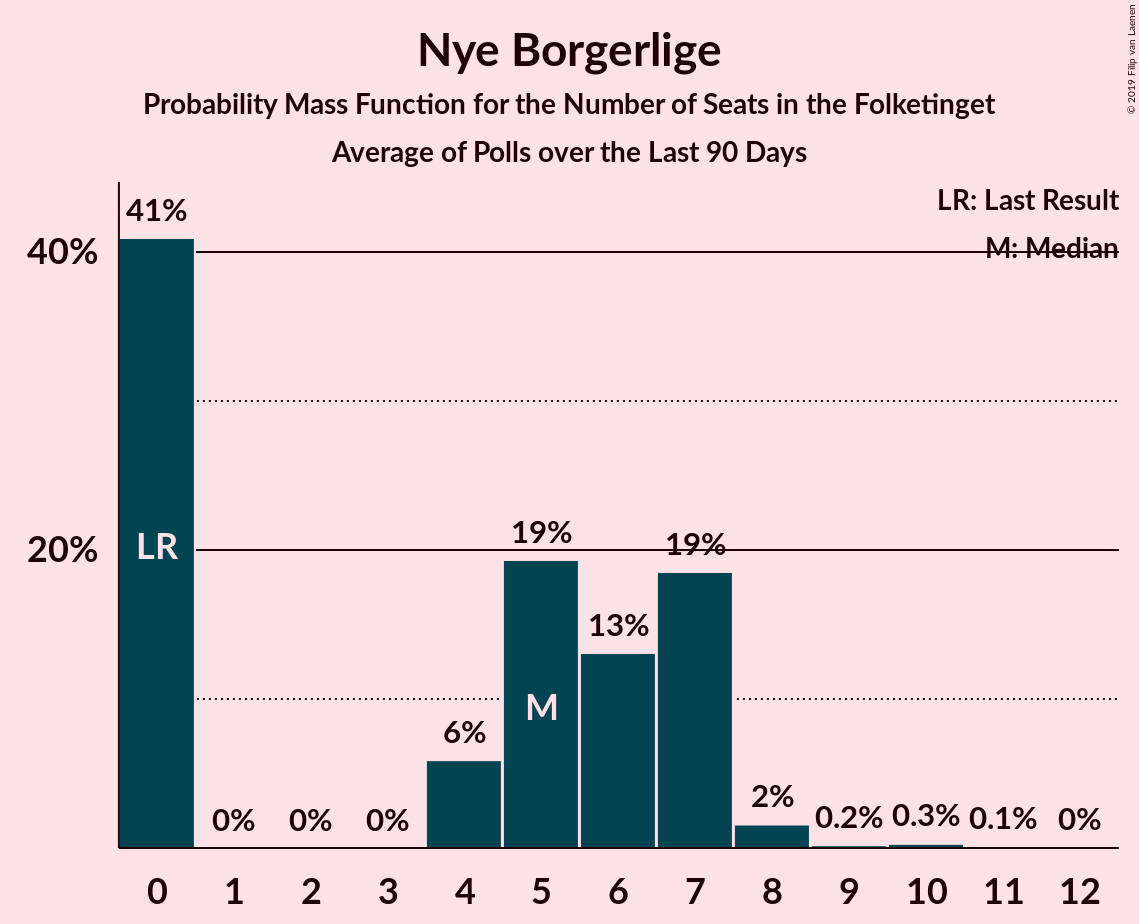 Nye Borgerlige
Probability Mass Function for the Number of Seats in the Folketinget
Average of Polls over the Last 90 Days
© 2019 Filip van Laenen
LR: Last Result
M: Median
41%
40%
LR
20%
19%
19%
13%
M
6%
2%
0% 0% 0%
0.2% 0.3% 0.1% 0%
0 1 2 3 4 5 6 7 8 9 10 11 12